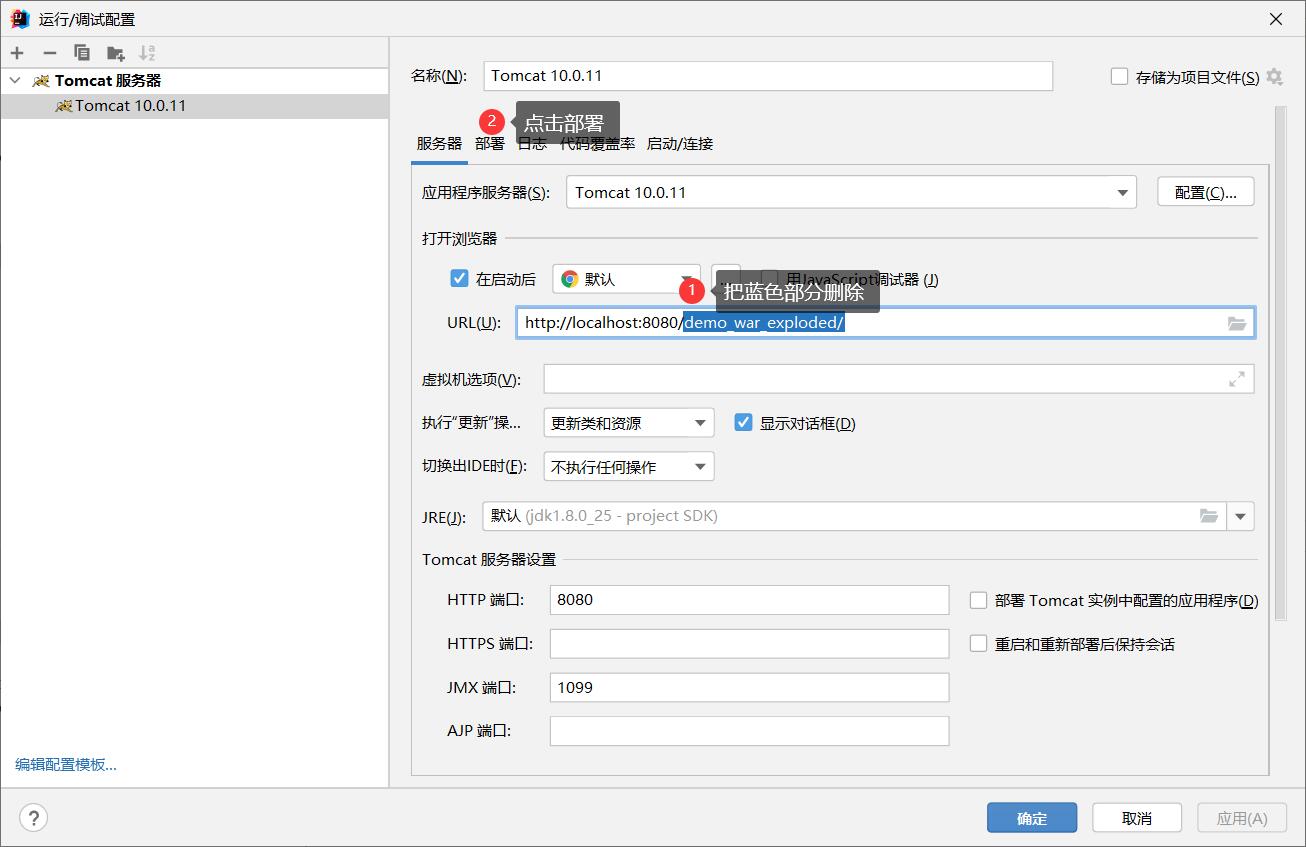 运行/调试配置
Tomcat 服务器
Tomcat 10.0.11
编辑配置模板...
名称(N): Tomcat 10.0.11 存储为项目文件(S)
2 点击部署
服务器 部署 日志 代码覆盖率 启动/连接
应用程序服务器(S): Tomcat 10.0.11 配置(C)...
打开浏览器
在启动后 默认 ... 用JavaScript调试器 (J)
1 把蓝色部分删除
URL(U): http://localhost:8080/demo_war_exploded/
虚拟机选项(V):
执行“更新”操... 更新类和资源 显示对话框(D)
切换出IDE时(F): 不执行任何操作
JRE(J): 默认 (jdk1.8.0_25 - project SDK)
Tomcat 服务器设置
HTTP 端口: 8080 部署 Tomcat 实例中配置的应用程序(D)
HTTPS 端口: 重启和重新部署后保持会话
JMX 端口: 1099
AJP 端口:
? 确定 取消 应用(A)